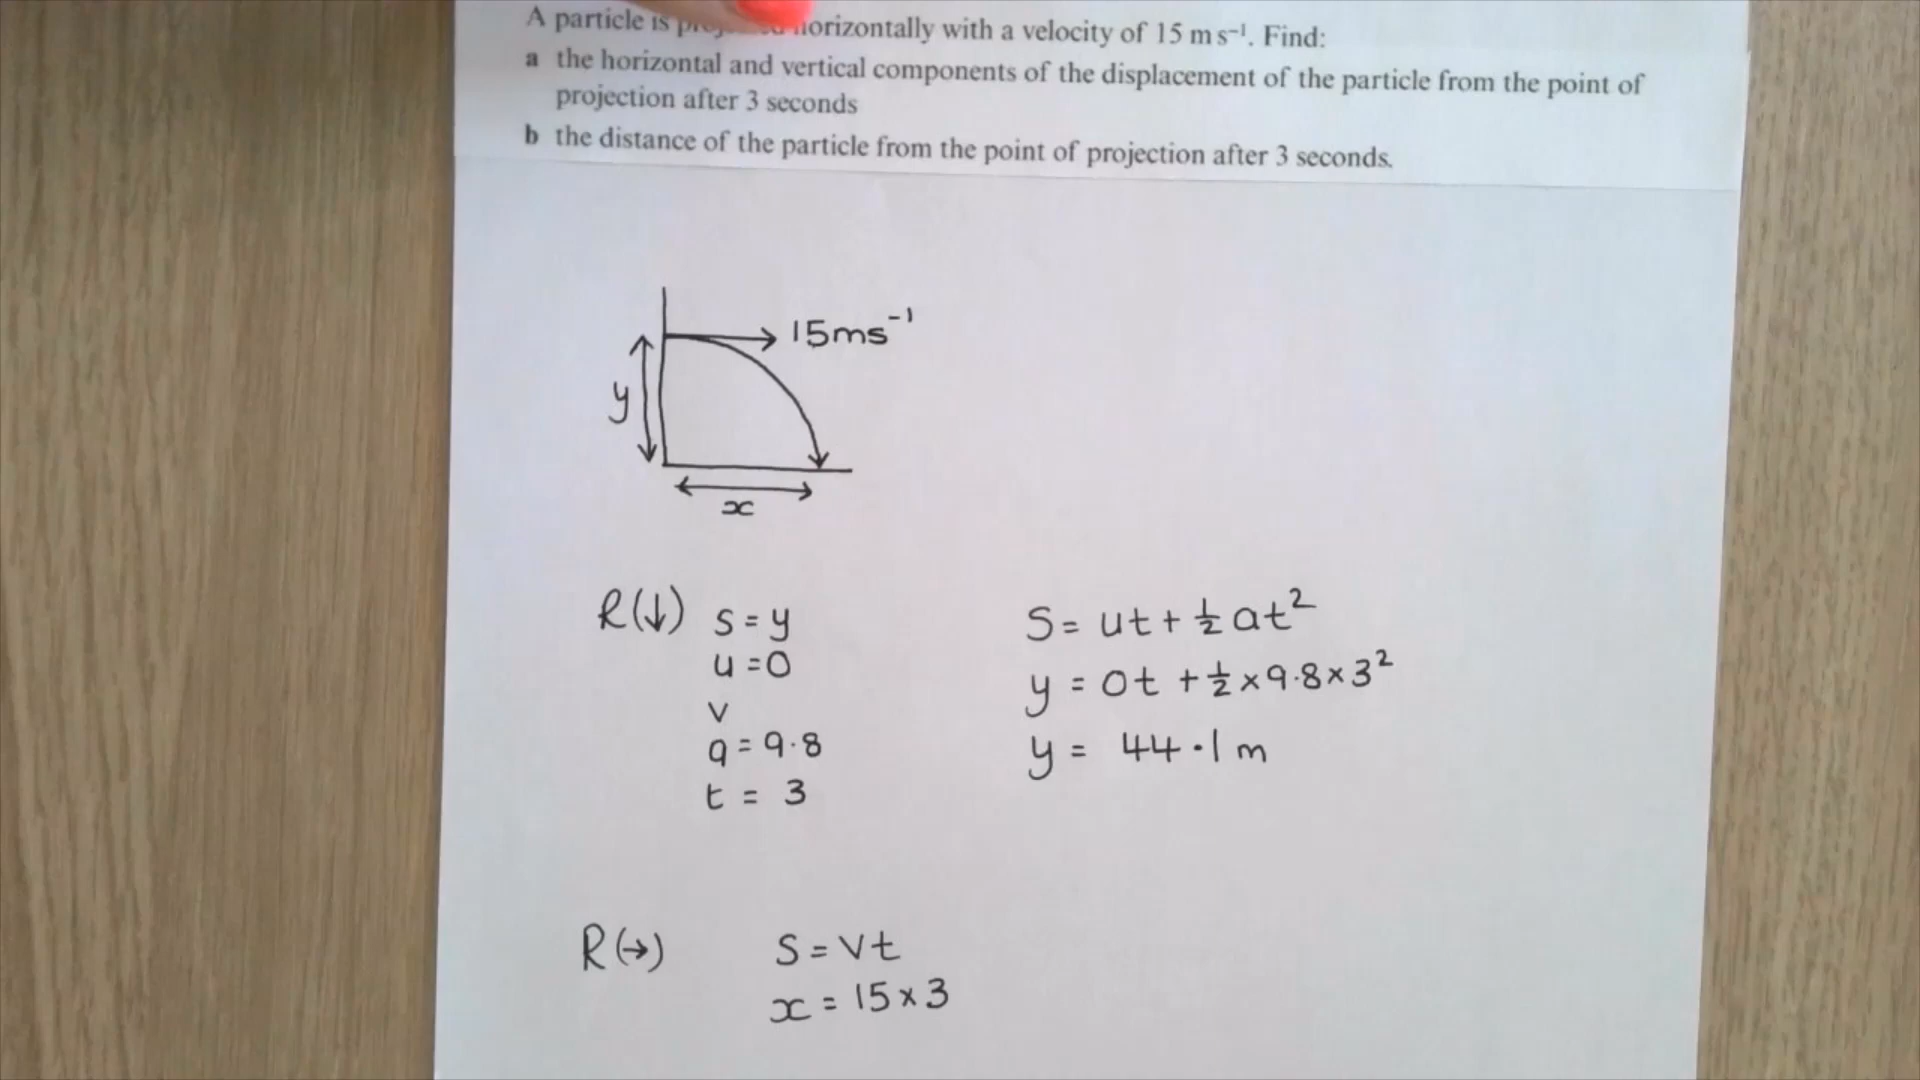 A particle is horizontally with a velocity of 15 m s⁻¹. Find:
a the horizontal and vertical components of the displacement of the particle from the point of
projection after 3 seconds
b the distance of the particle from the point of projection after 3 seconds.
15ms⁻¹
y
x
R(↓) s = y
u = 0
v
a = 9.8
t = 3
s = ut + ½at²
y = 0t + ½ × 9.8 × 3²
y = 44.1 m
R(→) s = vt
x = 15 × 3